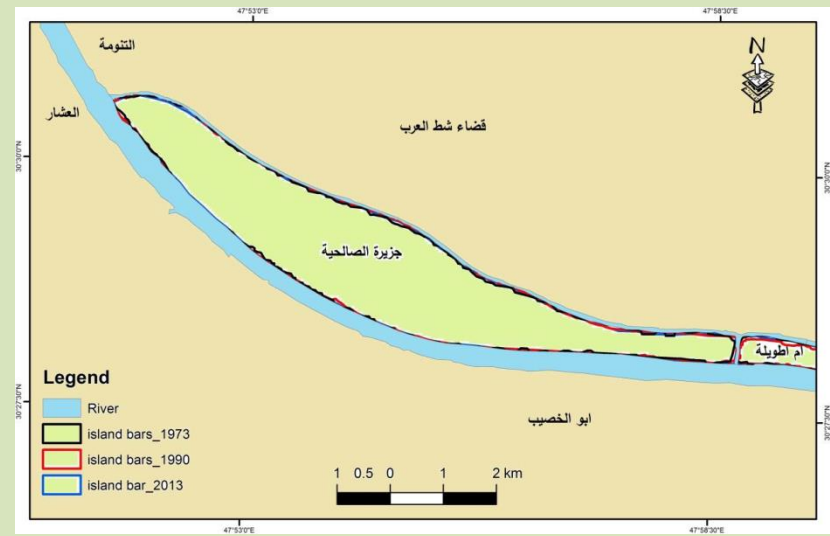 47°53'0"E
47°58'30"E
التنومة
N
العشار
قضاء شط العرب
30°30'0"N
30°30'0"N
جزيرة الصالحية
ام اطويلة
Legend
River
island bars_1973
island bars_1990
island bar_2013
ابو الخصيب
30°27'30"N
30°27'30"N
1 0.5 0 1 2 km
47°53'0"E
47°58'30"E